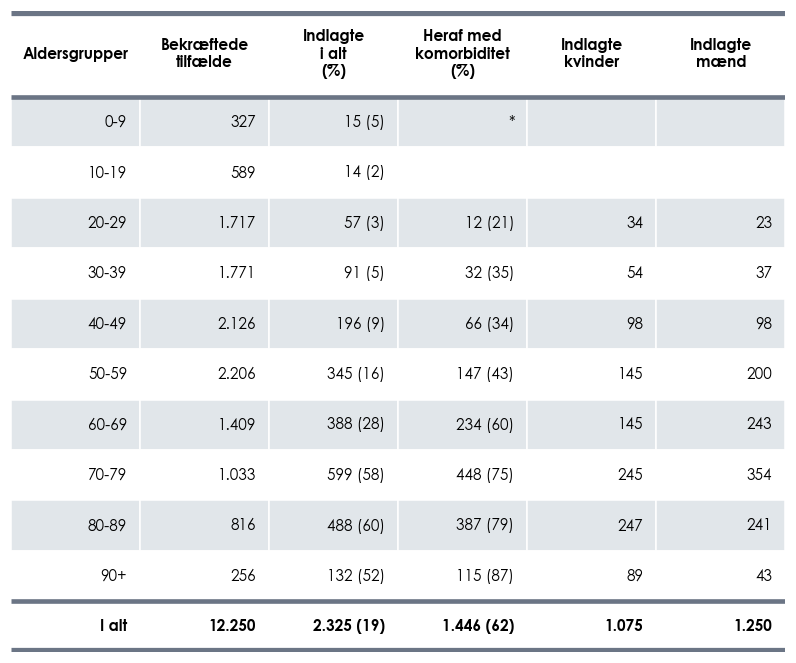 Aldersgrupper Bekræftede tilfælde Indlagte i alt (%) Heraf med komorbiditet (%) Indlagte kvinder Indlagte mænd
0-9 327 15 (5) *
10-19 589 14 (2)
20-29 1.717 57 (3) 12 (21) 34 23
30-39 1.771 91 (5) 32 (35) 54 37
40-49 2.126 196 (9) 66 (34) 98 98
50-59 2.206 345 (16) 147 (43) 145 200
60-69 1.409 388 (28) 234 (60) 145 243
70-79 1.033 599 (58) 448 (75) 245 354
80-89 816 488 (60) 387 (79) 247 241
90+ 256 132 (52) 115 (87) 89 43
I alt 12.250 2.325 (19) 1.446 (62) 1.075 1.250